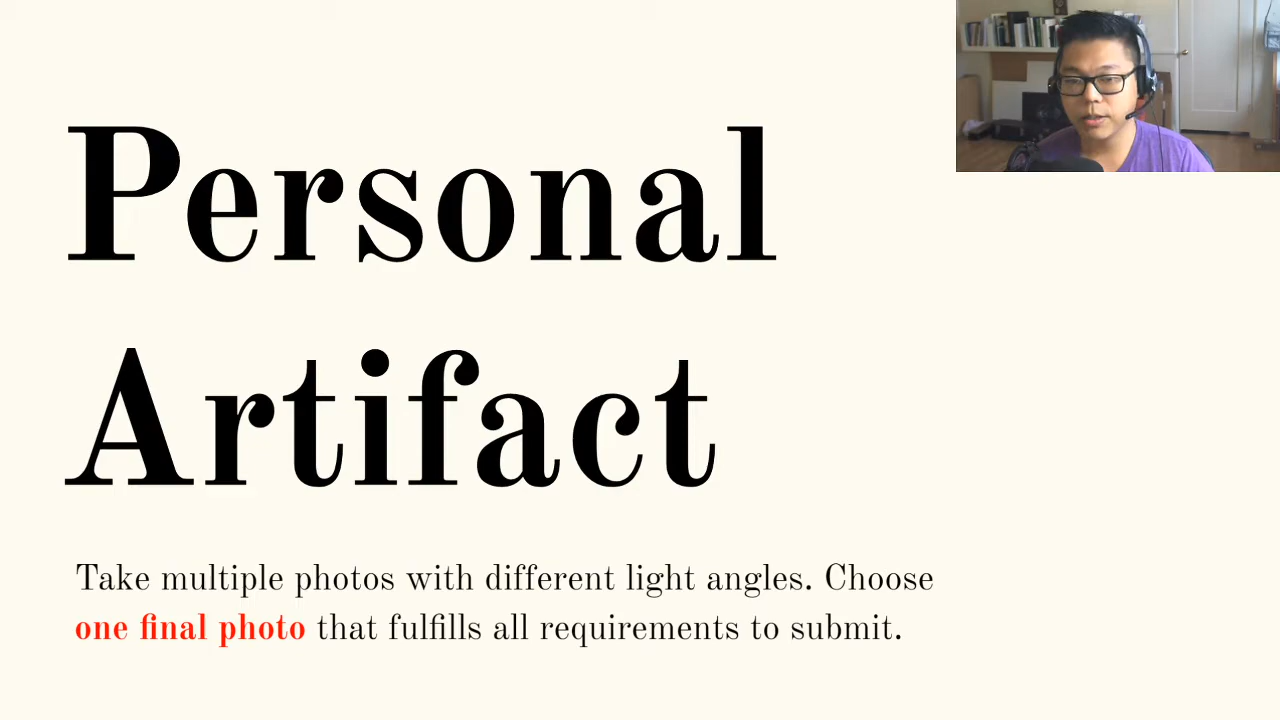 Personal
Artifact
Take multiple photos with different light angles. Choose
one final photo that fulfills all requirements to submit.